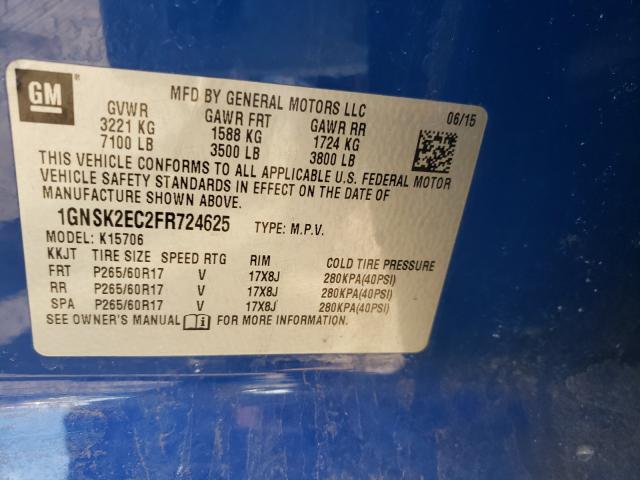 GM
MFD BY GENERAL MOTORS LLC
06/15
GVWR GAWR FRT GAWR RR
3221 KG 1588 KG 1724 KG
7100 LB 3500 LB 3800 LB
THIS VEHICLE CONFORMS TO ALL APPLICABLE U.S. FEDERAL MOTOR
VEHICLE SAFETY STANDARDS IN EFFECT ON THE DATE OF
MANUFACTURE SHOWN ABOVE.
1GNSK2EC2FR724625 TYPE: M.P.V.
MODEL: K15706
KKJT TIRE SIZE SPEED RTG RIM COLD TIRE PRESSURE
FRT P265/60R17 V 17X8J 280KPA(40PSI)
RR P265/60R17 V 17X8J 280KPA(40PSI)
SPA P265/60R17 V 17X8J 280KPA(40PSI)
SEE OWNER'S MANUAL FOR MORE INFORMATION.